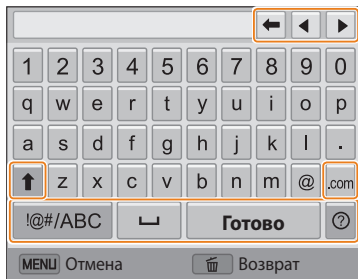 1 2 3 4 5 6 7 8 9 0
q w e r t y u i o p
a s d f g h j k l .
z x c v b n m @ .com
!@#/ABC Готово ?
MENU Отмена Возврат